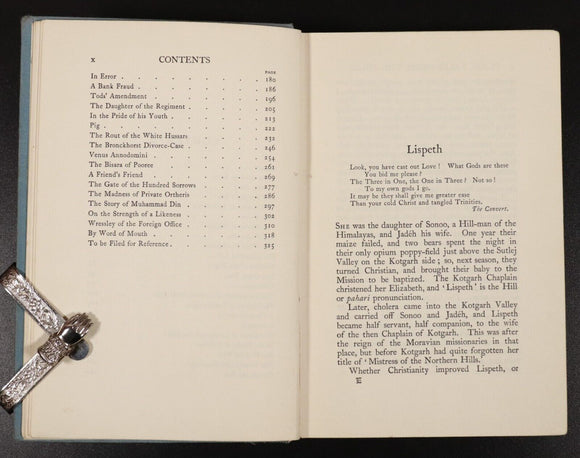 x CONTENTS
PAGE
In Error . . . . . . . . 180
A Bank Fraud . . . . . . . 186
Tods' Amendment . . . . . . 196
The Daughter of the Regiment . . . . 205
In the Pride of his Youth . . . . . 213
Pig . . . . . . . . . 222
The Rout of the White Hussars . . . . 232
The Bronckhorst Divorce-Case . . . . 246
Venus Annodomini . . . . . . 254
The Bisara of Pooree . . . . . . 261
A Friend's Friend . . . . . . 269
The Gate of the Hundred Sorrows . . . . 277
The Madness of Private Ortheris . . . . 286
The Story of Muhammad Din . . . . 297
On the Strength of a Likeness . . . . 302
Wressley of the Foreign Office . . . . 310
By Word of Mouth . . . . . . 318
To be Filed for Reference . . . . . 325
Lispeth
Look, you have cast out Love! What Gods are these
You bid me please?
The Three in One, the One in Three? Not so!
To my own gods I go.
It may be they shall give me greater ease
Than your cold Christ and tangled Trinities.
The Convert.
SHE was the daughter of Sonoo, a Hill-man of the
Himalayas, and Jadéh his wife. One year their
maize failed, and two bears spent the night in
their only opium poppy-field just above the Sutlej
Valley on the Kotgarh side; so, next season, they
turned Christian, and brought their baby to the
Mission to be baptized. The Kotgarh Chaplain
christened her Elizabeth, and 'Lispeth' is the Hill
or pahari pronunciation.
Later, cholera came into the Kotgarh Valley
and carried off Sonoo and Jadéh, and Lispeth
became half servant, half companion, to the wife
of the then Chaplain of Kotgarh. This was after
the reign of the Moravian missionaries in that
place, but before Kotgarh had quite forgotten her
title of 'Mistress of the Northern Hills.'
Whether Christianity improved Lispeth, or